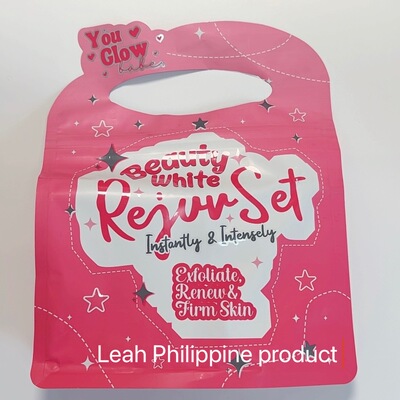 You
Glow
babe
Beauty
White
Rejuv Set
Instantly & Intensely
Exfoliate,
Renew &
Firm Skin
Leah Philippine product